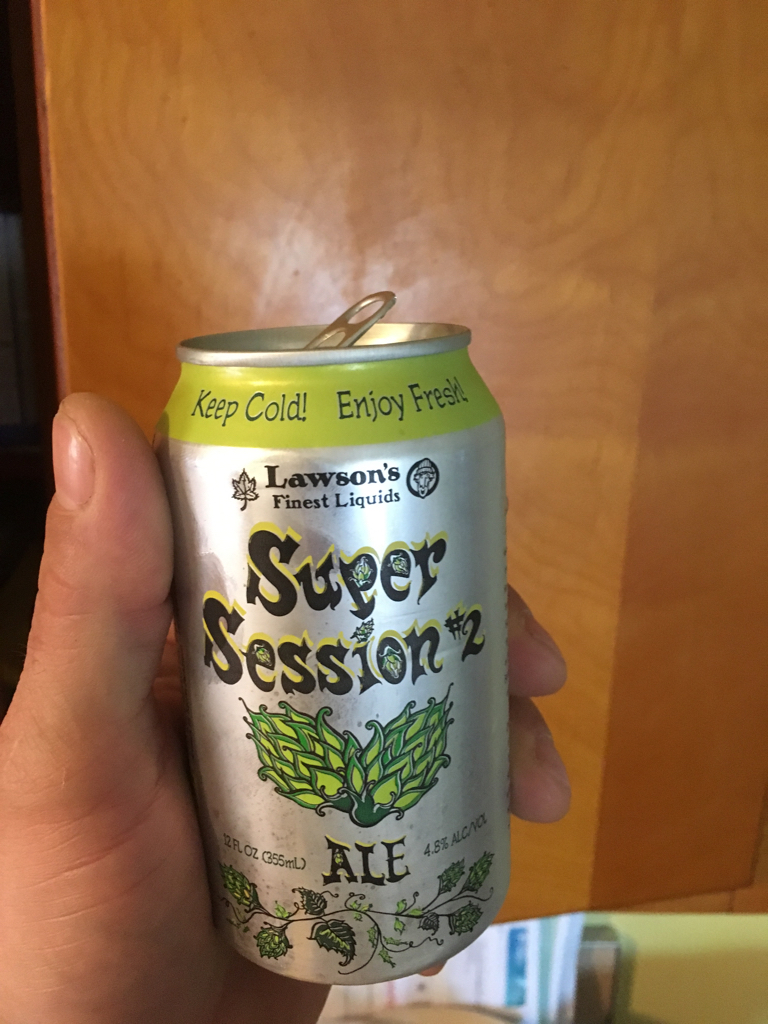 Keep Cold! Enjoy Fresh!
Lawson's
Finest Liquids
Super
Session #2
12 FL OZ (355mL)
ALE
4.8% ALC/VOL